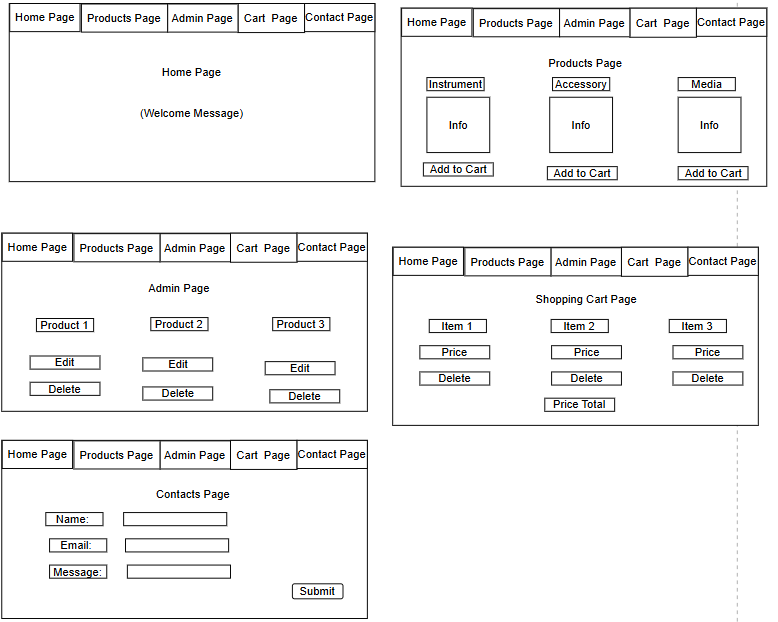 Home Page Products Page Admin Page Cart Page Contact Page
Home Page
(Welcome Message)
Home Page Products Page Admin Page Cart Page Contact Page
Products Page
Instrument Accessory Media
Info Info Info
Add to Cart Add to Cart Add to Cart
Home Page Products Page Admin Page Cart Page Contact Page
Admin Page
Product 1 Product 2 Product 3
Edit Edit Edit
Delete Delete Delete
Home Page Products Page Admin Page Cart Page Contact Page
Shopping Cart Page
Item 1 Item 2 Item 3
Price Price Price
Delete Delete Delete
Price Total
Home Page Products Page Admin Page Cart Page Contact Page
Contacts Page
Name:
Email:
Message:
Submit